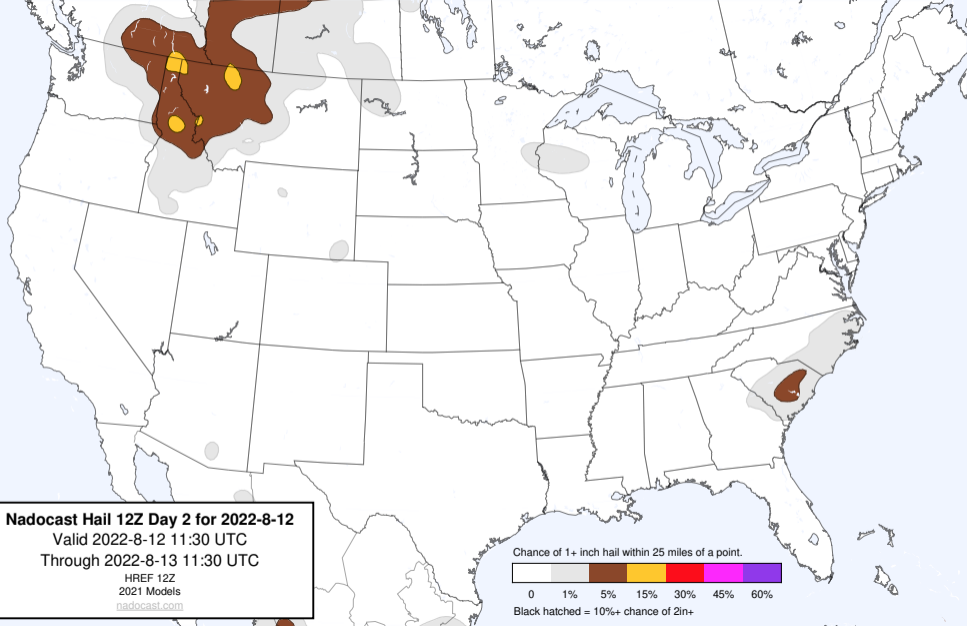 Nadocast Hail 12Z Day 2 for 2022-8-12
Valid 2022-8-12 11:30 UTC
Through 2022-8-13 11:30 UTC
HREF 12Z
2021 Models
nadocast.com
Chance of 1+ inch hail within 25 miles of a point.
0 1% 5% 15% 30% 45% 60%
Black hatched = 10%+ chance of 2in+